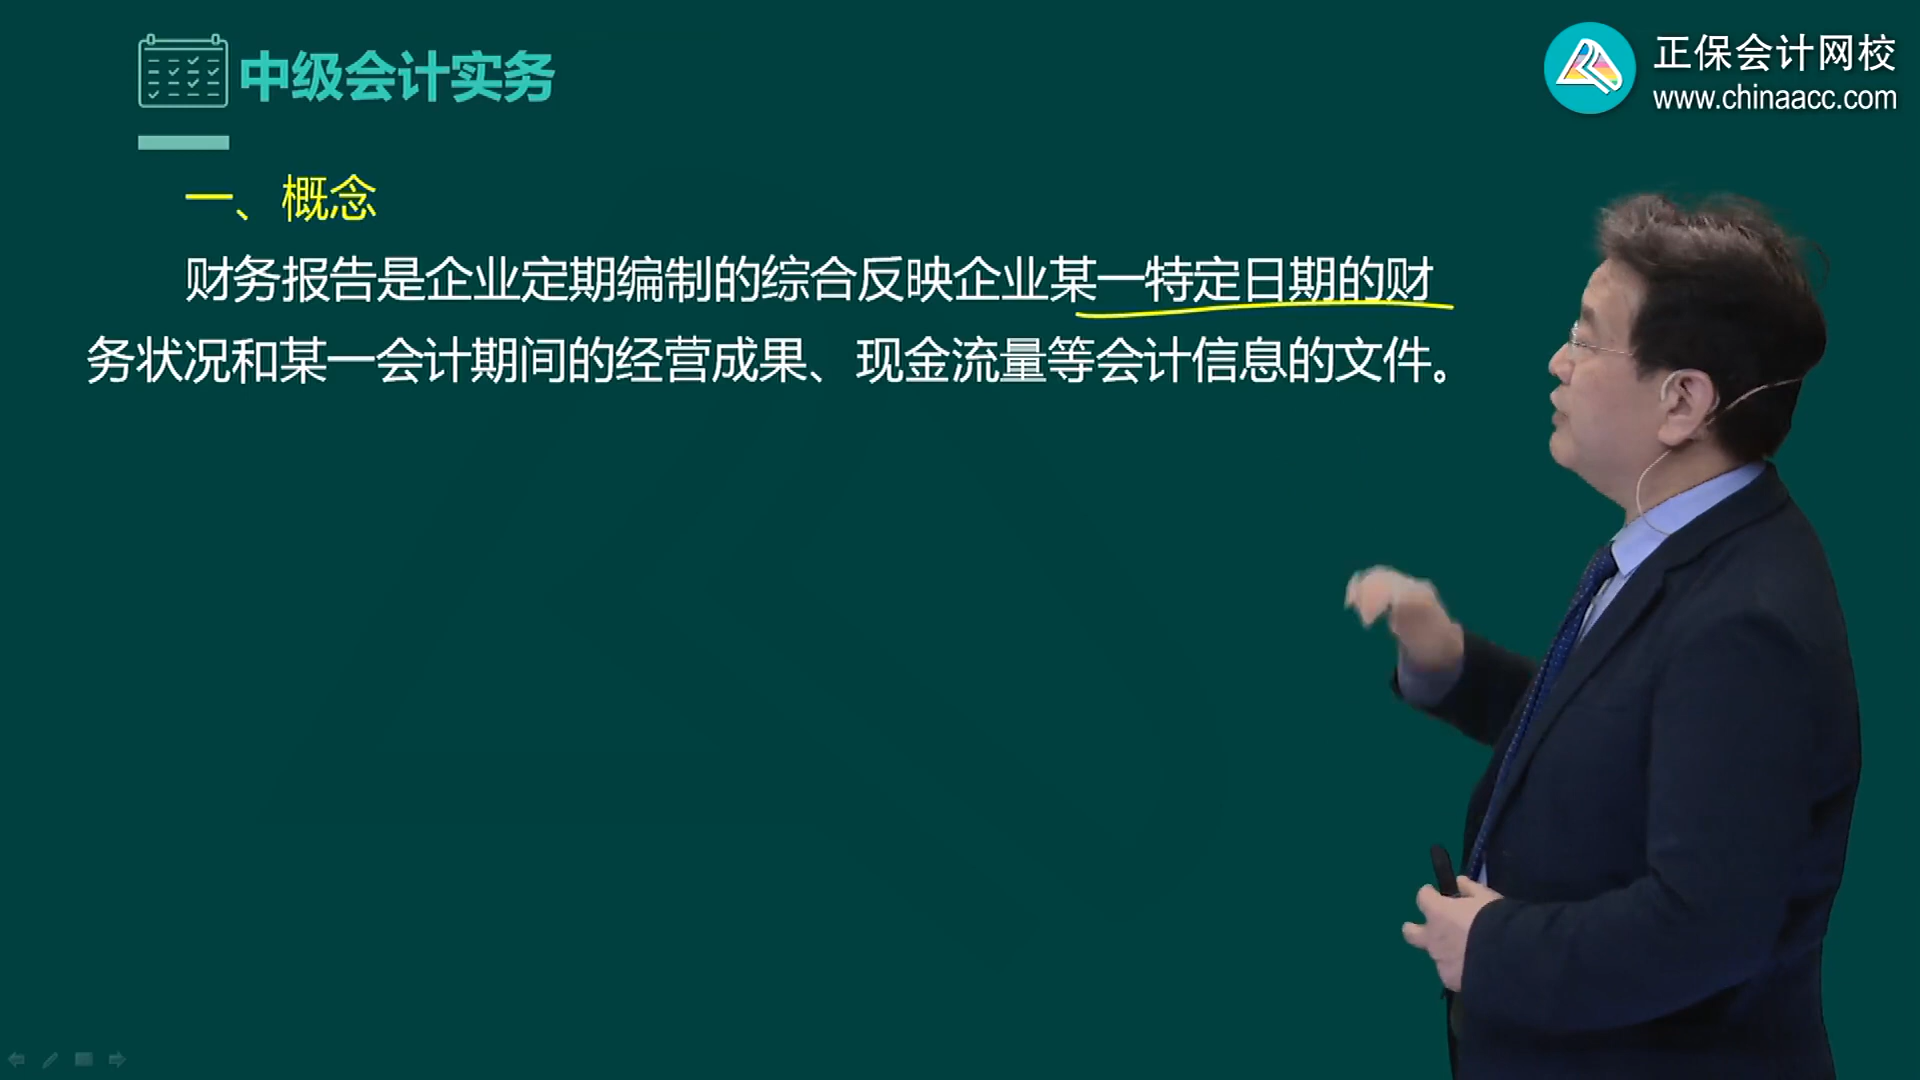 中级会计实务
正保会计网校
www.chinaacc.com
一、概念
财务报告是企业定期编制的综合反映企业某一特定日期的财
务状况和某一会计期间的经营成果、现金流量等会计信息的文件。